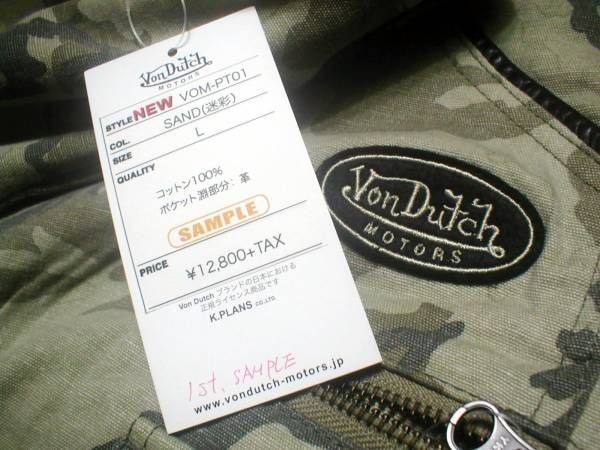 Von Dutch
MOTORS
STYLE NEW VOM-PT01
COL. SAND(迷彩)
SIZE L
QUALITY
コットン100%
ポケット淵部分：革
SAMPLE
PRICE ¥12,800+TAX
Von Dutch ブランドの日本における
正規ライセンス商品です
K.PLANS CO.,LTD.
1st. SAMPLE
www.vondutch-motors.jp
Von Dutch
MOTORS
YK